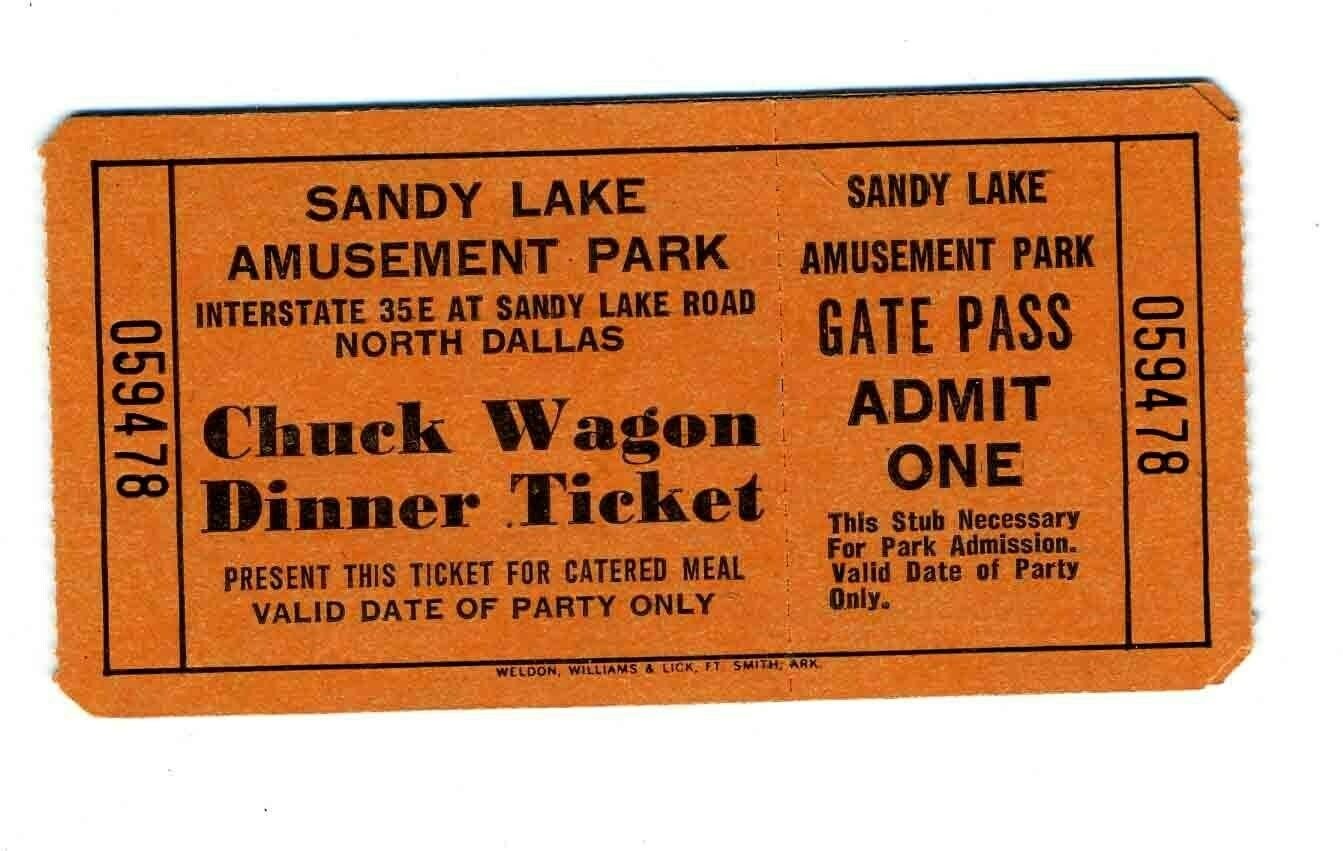 059478
SANDY LAKE
AMUSEMENT PARK
INTERSTATE 35E AT SANDY LAKE ROAD
NORTH DALLAS
Chuck Wagon
Dinner Ticket
PRESENT THIS TICKET FOR CATERED MEAL
VALID DATE OF PARTY ONLY
SANDY LAKE
AMUSEMENT PARK
GATE PASS
ADMIT
ONE
This Stub Necessary
For Park Admission.
Valid Date of Party
Only.
059478
WELDON, WILLIAMS & LICK, FT. SMITH, ARK.